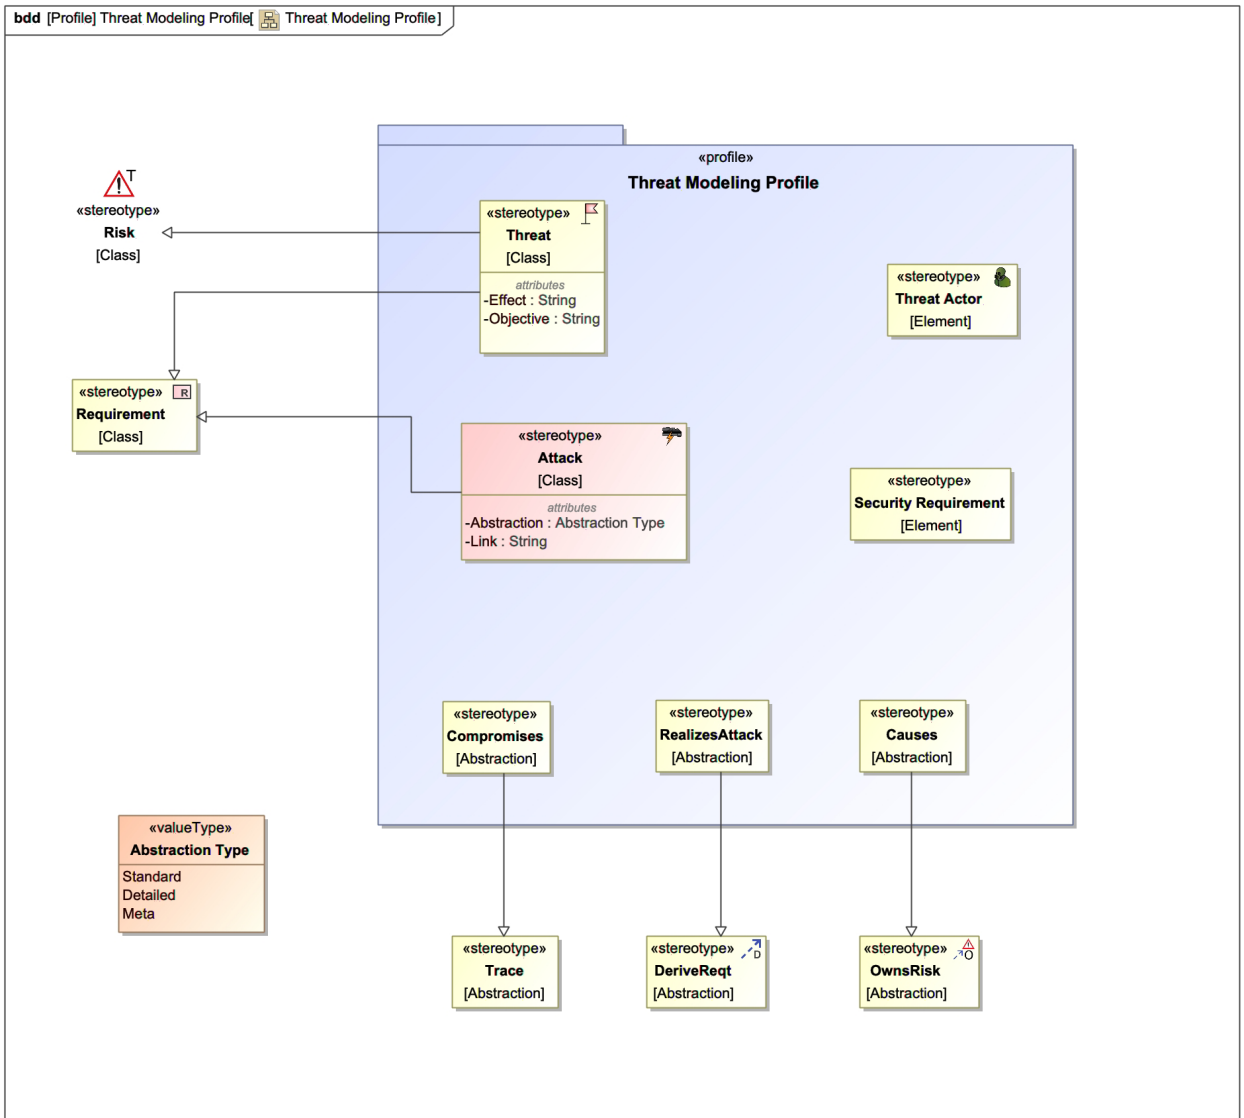 bdd [Profile] Threat Modeling Profile[ Threat Modeling Profile]
«profile»
Threat Modeling Profile
T
«stereotype»
Risk
[Class]
«stereotype»
Threat
[Class]
attributes
-Effect : String
-Objective : String
«stereotype»
Threat Actor
[Element]
«stereotype» R
Requirement
[Class]
«stereotype»
Attack
[Class]
attributes
-Abstraction : Abstraction Type
-Link : String
«stereotype»
Security Requirement
[Element]
«stereotype»
Compromises
[Abstraction]
«stereotype»
RealizesAttack
[Abstraction]
«stereotype»
Causes
[Abstraction]
«valueType»
Abstraction Type
Standard
Detailed
Meta
«stereotype»
Trace
[Abstraction]
«stereotype» D
DeriveReqt
[Abstraction]
«stereotype» O
OwnsRisk
[Abstraction]